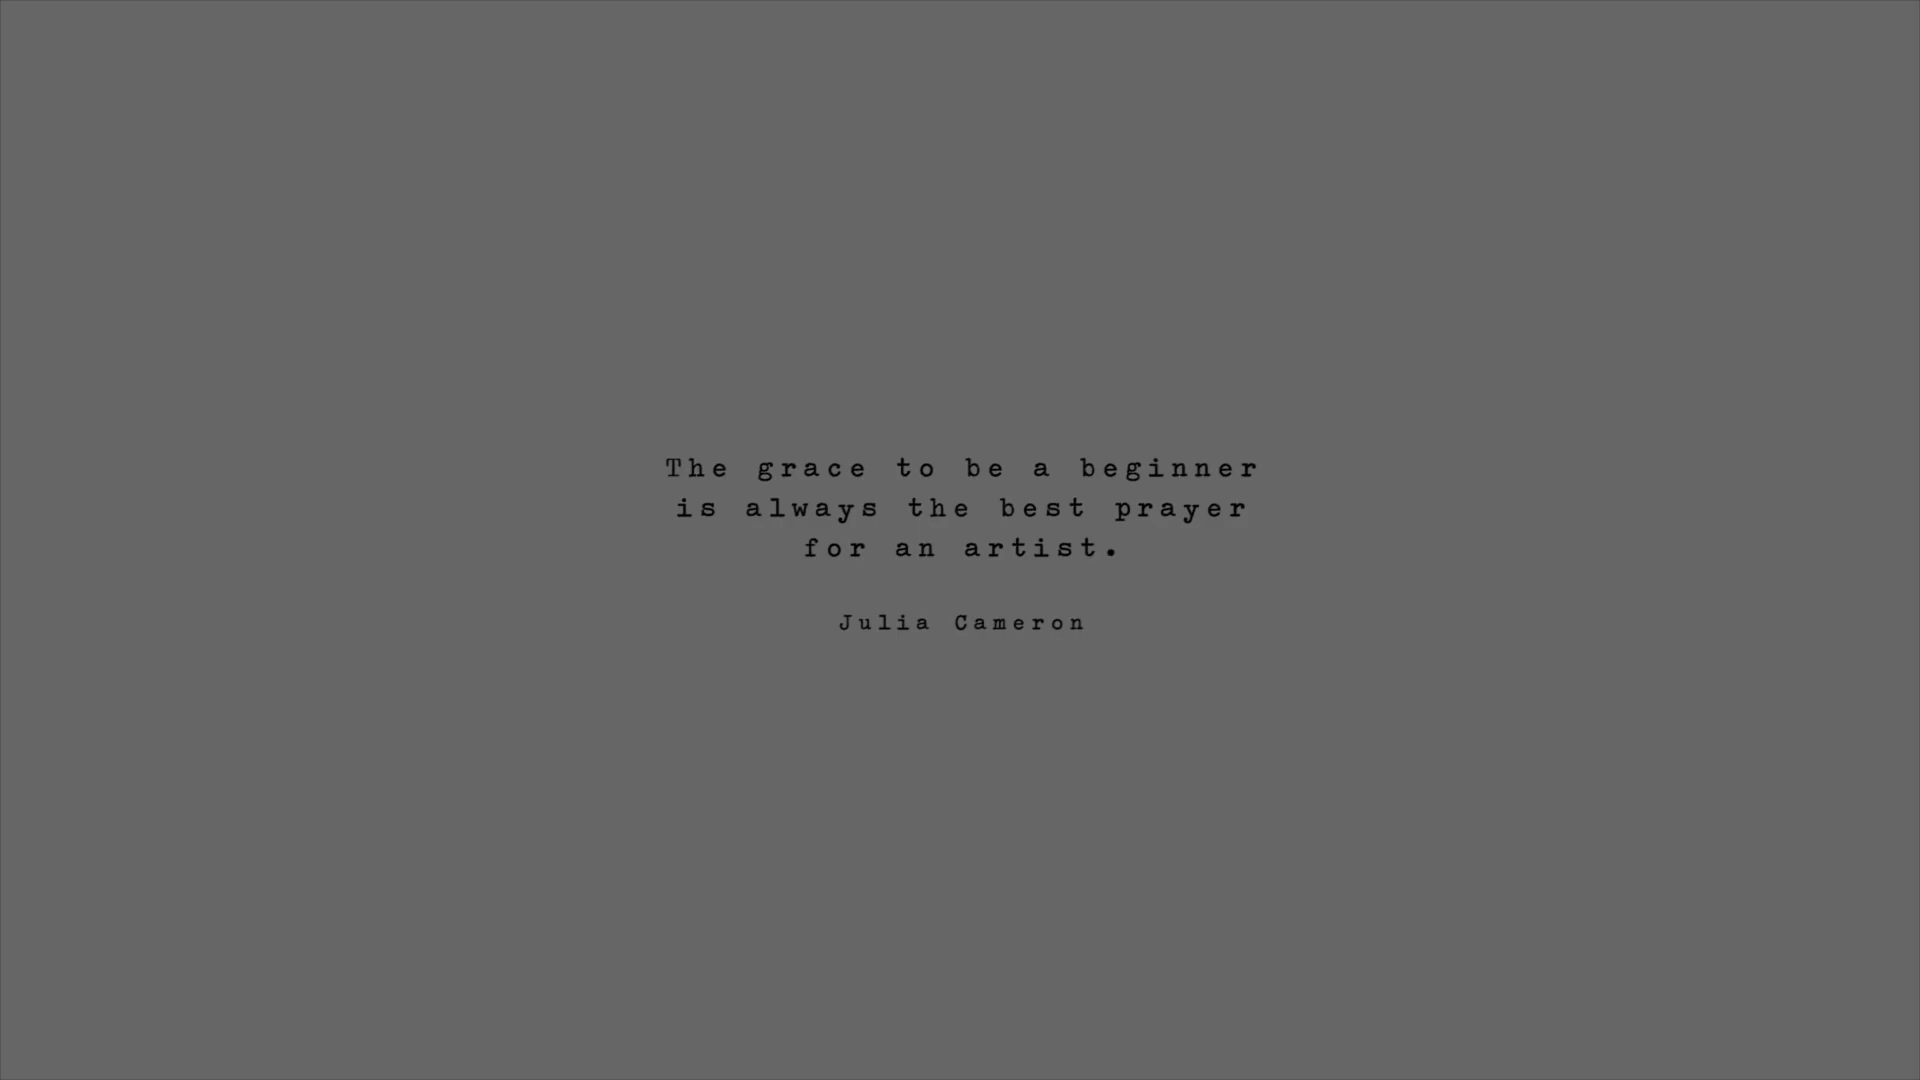 The grace to be a beginner
is always the best prayer
for an artist.
Julia Cameron